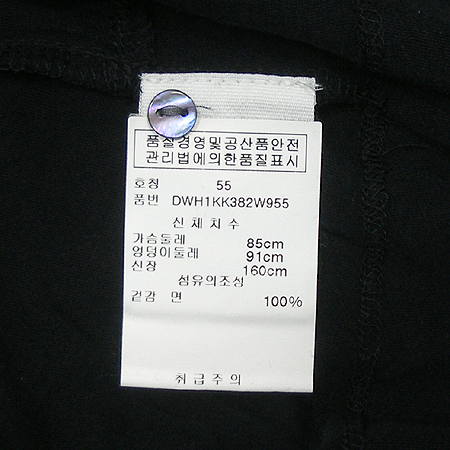 품질경영및공산품안전
관리법에의한품질표시
호칭 55
품번 DWH1KK382W955
신체치수
가슴둘레 85cm
엉덩이둘레 91cm
신장 160cm
섬유의조성
겉감 면 100%
취급주의